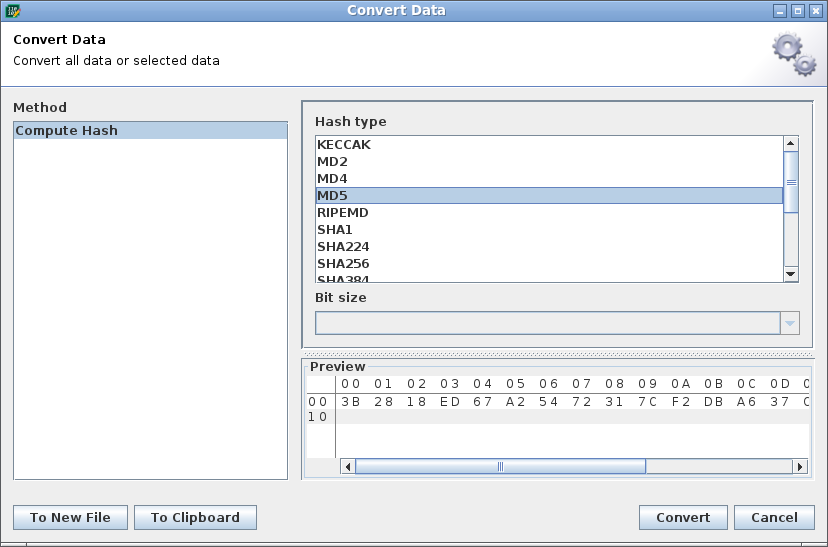 Convert Data
Convert Data
Convert all data or selected data
Method
Compute Hash
Hash type
KECCAK
MD2
MD4
MD5
RIPEMD
SHA1
SHA224
SHA256
SHA384
Bit size
Preview
00 01 02 03 04 05 06 07 08 09 0A 0B 0C 0D
00 3B 28 18 ED 67 A2 54 72 31 7C F2 DB A6 37
10
To New File
To Clipboard
Convert
Cancel